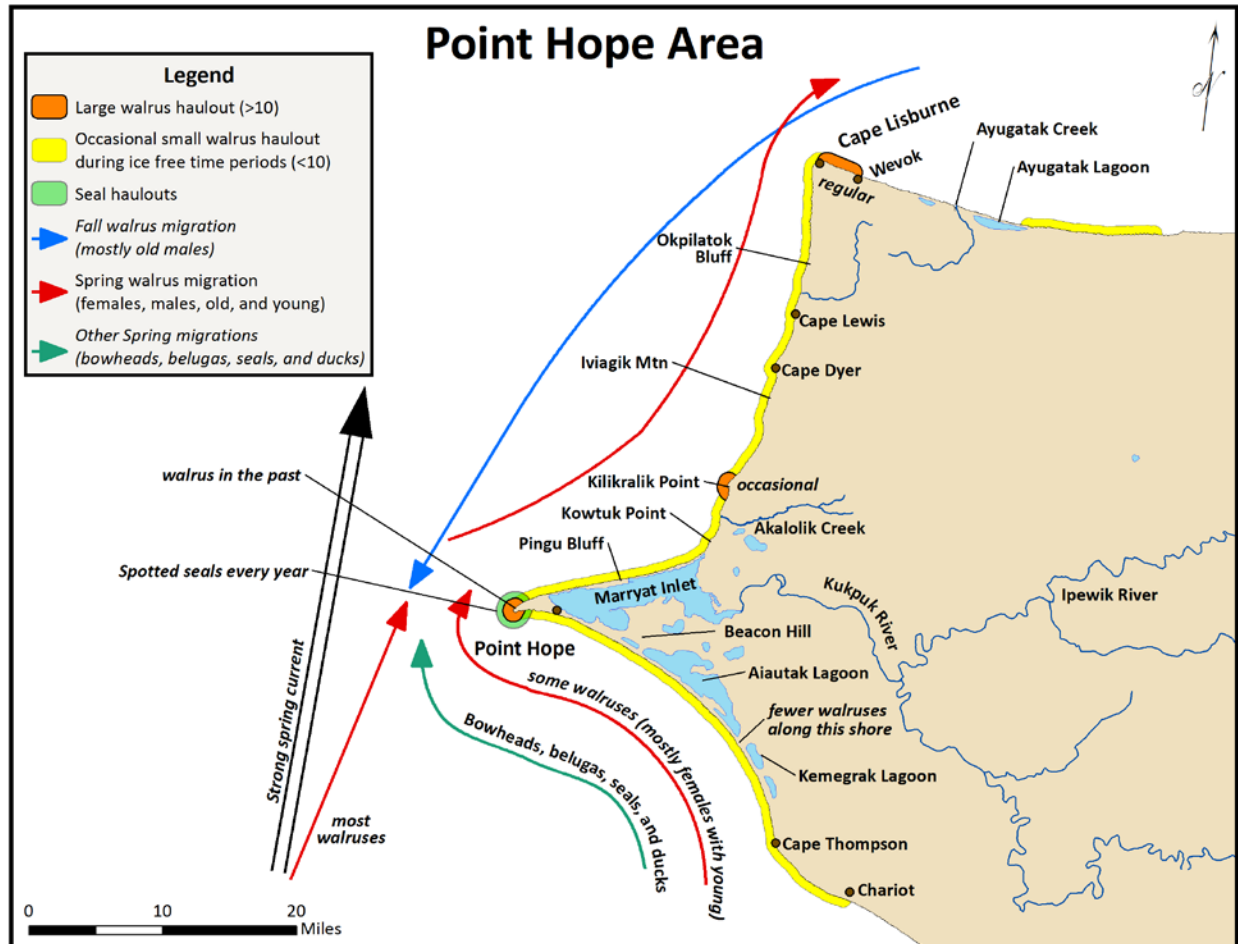 Point Hope Area
Legend
Large walrus haulout (>10)
Occasional small walrus haulout
during ice free time periods (<10)
Seal haulouts
Fall walrus migration
(mostly old males)
Spring walrus migration
(females, males, old, and young)
Other Spring migrations
(bowheads, belugas, seals, and ducks)
N
Cape Lisburne
Wevok
regular
Ayugatak Creek
Ayugatak Lagoon
Okpilatok
Bluff
Cape Lewis
Iviagik Mtn
Cape Dyer
walrus in the past
Kilikralik Point
occasional
Kowtuk Point
Akalolik Creek
Pingu Bluff
Spotted seals every year
Marryat Inlet
Kukpuk River
Ipewik River
Point Hope
Beacon Hill
Aiautak Lagoon
some walruses (mostly females with young)
fewer walruses
along this shore
Bowheads, belugas, seals, and ducks
Kemegrak Lagoon
Strong spring current
most
walruses
Cape Thompson
Chariot
0 10 20
Miles